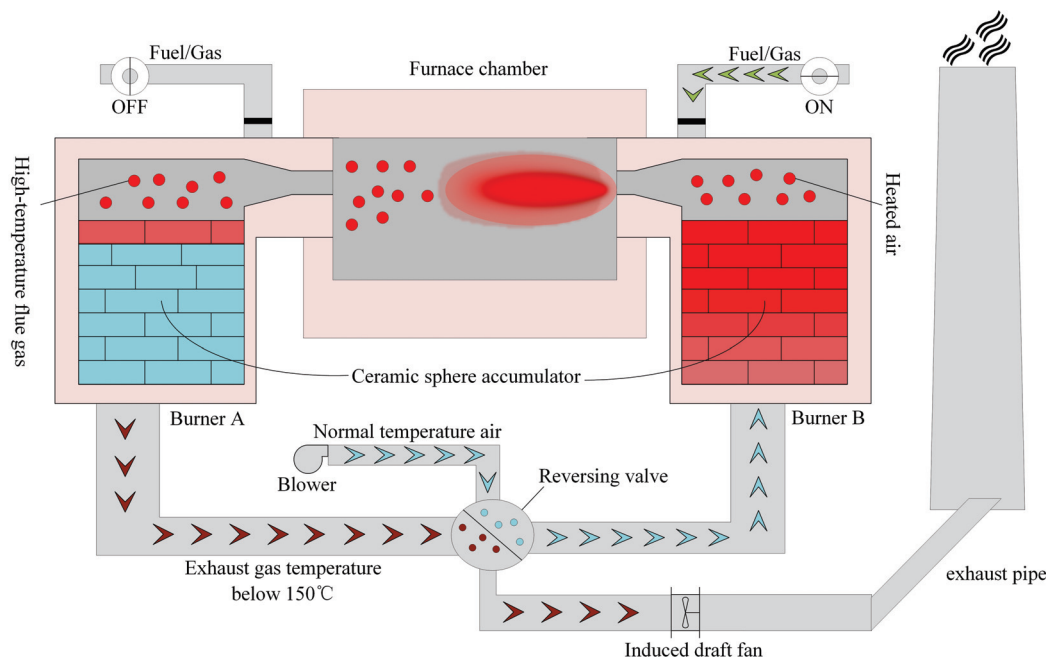 Fuel/Gas
OFF
Furnace chamber
Fuel/Gas
ON
High-temperature flue gas
Heated air
Ceramic sphere accumulator
Burner A
Burner B
Normal temperature air
Blower
Reversing valve
Exhaust gas temperature
below 150℃
Induced draft fan
exhaust pipe